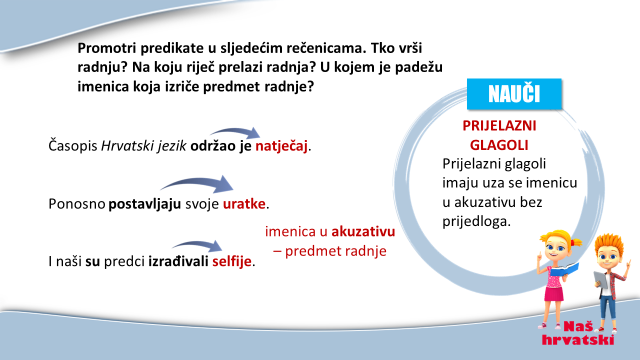 Promotri predikate u sljedećim rečenicama. Tko vrši
radnju? Na koju riječ prelazi radnja? U kojem je padežu
imenica koja izriče predmet radnje?
Časopis Hrvatski jezik održao je natječaj.
Ponosno postavljaju svoje uratke.
imenica u akuzativu
– predmet radnje
I naši su predci izrađivali selfije.
NAUČI
PRIJELAZNI
GLAGOLI
Prijelazni glagoli
imaju uza se imenicu
u akuzativu bez
prijedloga.
Naš
hrvatski